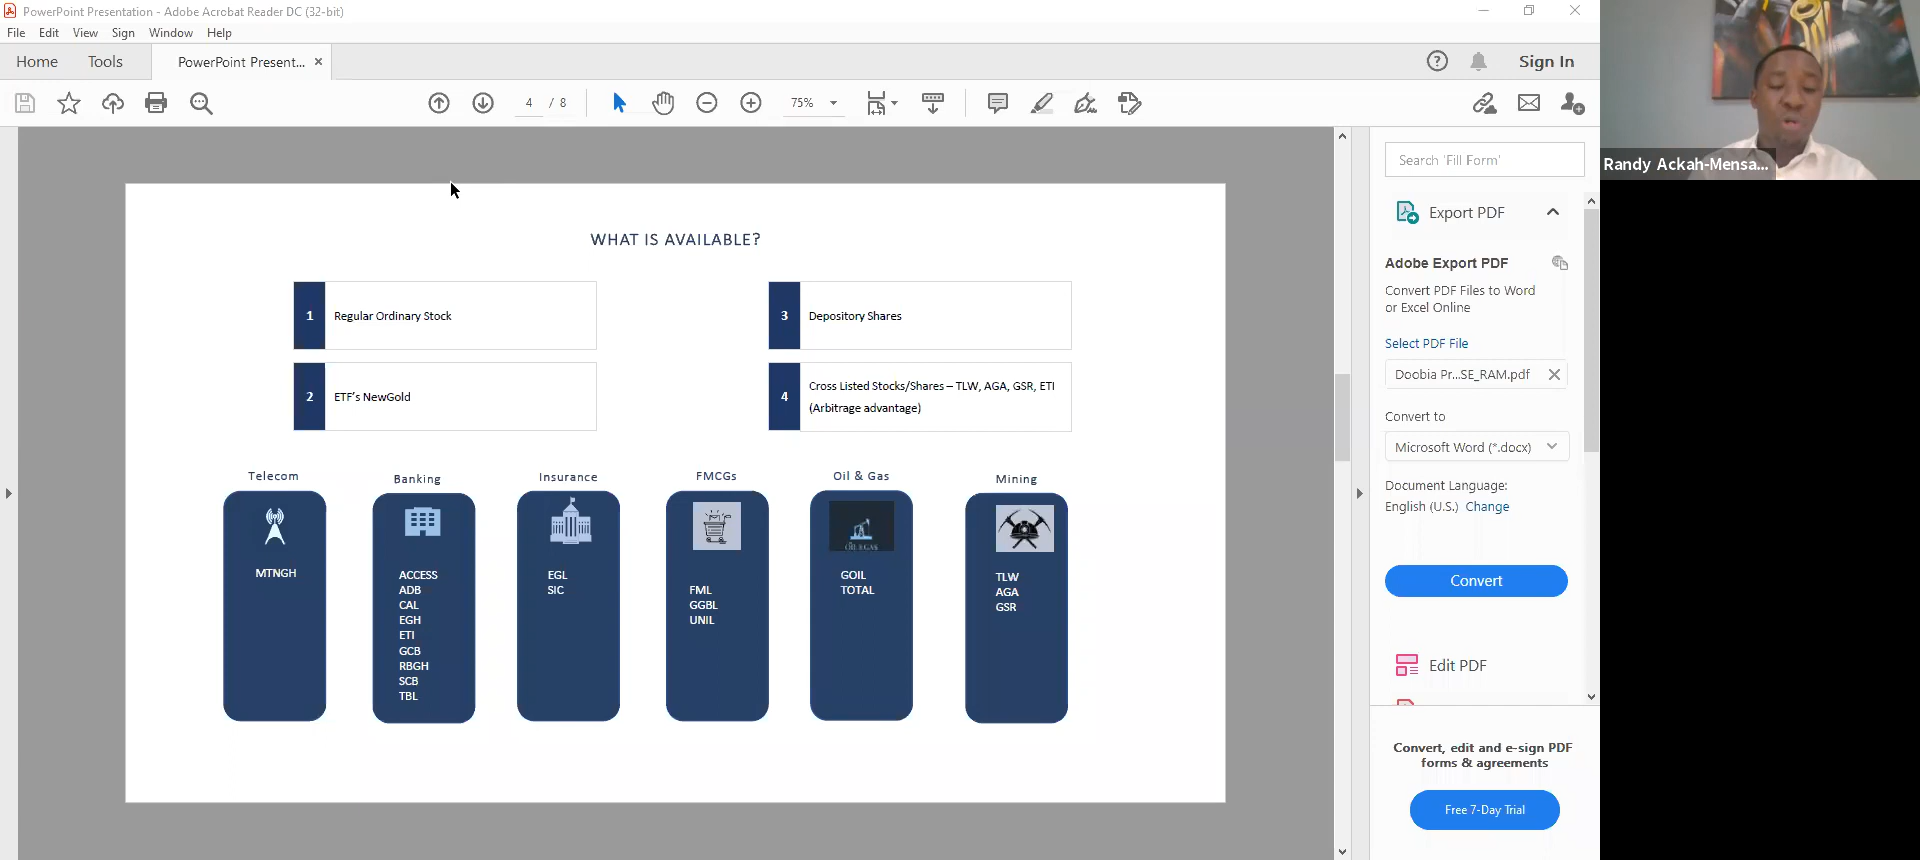 PowerPoint Presentation - Adobe Acrobat Reader DC (32-bit)
File Edit View Sign Window Help
Home Tools PowerPoint Present... ×
Sign In
4 / 8
75%
Randy Ackah-Mensa...
Search 'Fill Form'
Export PDF
Adobe Export PDF
Convert PDF Files to Word
or Excel Online
Select PDF File
Doobia Pr...SE_RAM.pdf
Convert to
Microsoft Word (*.docx)
Document Language:
English (U.S.) Change
Convert
Edit PDF
Convert, edit and e-sign PDF
forms & agreements
Free 7-Day Trial
WHAT IS AVAILABLE?
1 Regular Ordinary Stock
2 ETF's NewGold
3 Depository Shares
4 Cross Listed Stocks/Shares – TLW, AGA, GSR, ETI
(Arbitrage advantage)
Telecom
MTNGH
Banking
ACCESS
ADB
CAL
EGH
ETI
GCB
RBGH
SCB
TBL
Insurance
EGL
SIC
FMCGs
FML
GGBL
UNIL
Oil & Gas
OIL & GAS
GOIL
TOTAL
Mining
TLW
AGA
GSR